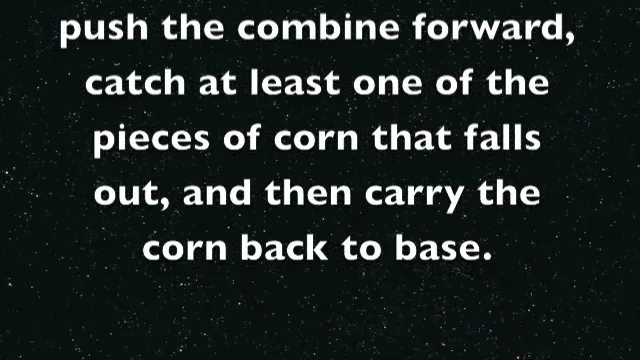 push the combine forward,
catch at least one of the
pieces of corn that falls
out, and then carry the
corn back to base.